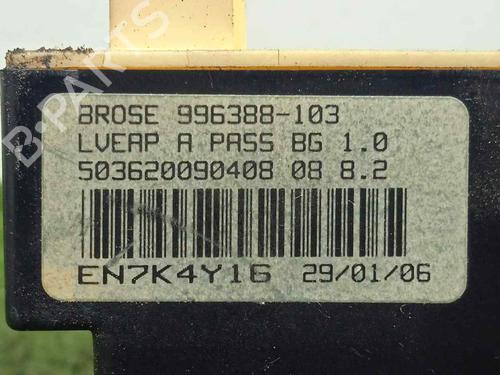 B-PARTS
BROSE 996388-103
LVEAP A PASS BG 1.0
503620090408 08 8.2
EN7K4Y16 29/01/06